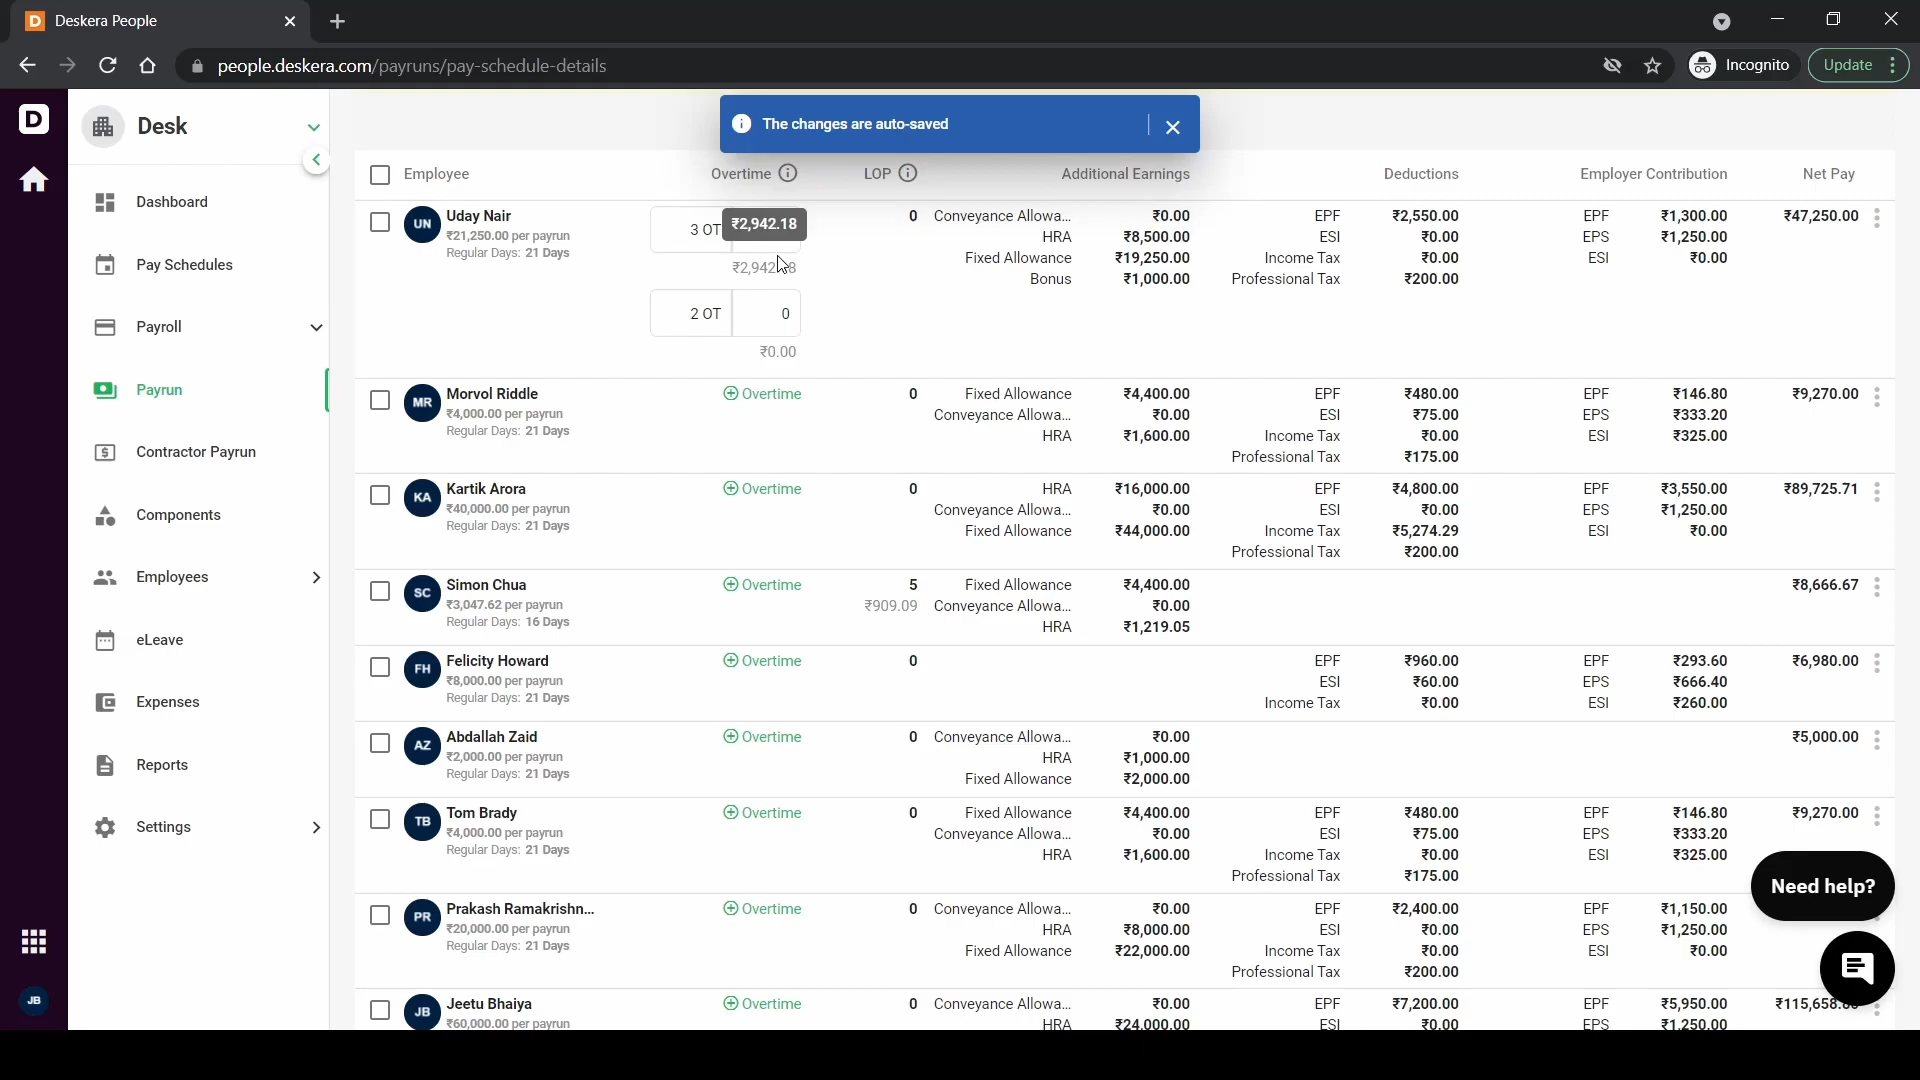 Deskera People
people.deskera.com/payruns/pay-schedule-details
Incognito
Update
D
Desk
Dashboard
Pay Schedules
Payroll
Payrun
Contractor Payrun
Components
Employees
eLeave
Expenses
Reports
Settings
JB
The changes are auto-saved
Employee Overtime LOP Additional Earnings Deductions Employer Contribution Net Pay
UN Uday Nair 0 Conveyance Allowa... ₹0.00 EPF ₹2,550.00 EPF ₹1,300.00 ₹47,250.00
₹21,250.00 per payrun 3 OT ₹2,942.18 HRA ₹8,500.00 ESI ₹0.00 EPS ₹1,250.00
Regular Days: 21 Days Fixed Allowance ₹19,250.00 Income Tax ₹0.00 ESI ₹0.00
Bonus ₹1,000.00 Professional Tax ₹200.00
2 OT 0
₹0.00
MR Morvol Riddle Overtime 0 Fixed Allowance ₹4,400.00 EPF ₹480.00 EPF ₹146.80 ₹9,270.00
₹4,000.00 per payrun Conveyance Allowa... ₹0.00 ESI ₹75.00 EPS ₹333.20
Regular Days: 21 Days HRA ₹1,600.00 Income Tax ₹0.00 ESI ₹325.00
Professional Tax ₹175.00
KA Kartik Arora Overtime 0 HRA ₹16,000.00 EPF ₹4,800.00 EPF ₹3,550.00 ₹89,725.71
₹40,000.00 per payrun Conveyance Allowa... ₹0.00 ESI ₹0.00 EPS ₹1,250.00
Regular Days: 21 Days Fixed Allowance ₹44,000.00 Income Tax ₹5,274.29 ESI ₹0.00
Professional Tax ₹200.00
SC Simon Chua Overtime 5 Fixed Allowance ₹4,400.00 ₹8,666.67
₹3,047.62 per payrun ₹909.09 Conveyance Allowa... ₹0.00
Regular Days: 16 Days HRA ₹1,219.05
FH Felicity Howard Overtime 0 EPF ₹960.00 EPF ₹293.60 ₹6,980.00
₹8,000.00 per payrun ESI ₹60.00 EPS ₹666.40
Regular Days: 21 Days Income Tax ₹0.00 ESI ₹260.00
AZ Abdallah Zaid Overtime 0 Conveyance Allowa... ₹0.00 ₹5,000.00
₹2,000.00 per payrun HRA ₹1,000.00
Regular Days: 21 Days Fixed Allowance ₹2,000.00
TB Tom Brady Overtime 0 Fixed Allowance ₹4,400.00 EPF ₹480.00 EPF ₹146.80 ₹9,270.00
₹4,000.00 per payrun Conveyance Allowa... ₹0.00 ESI ₹75.00 EPS ₹333.20
Regular Days: 21 Days HRA ₹1,600.00 Income Tax ₹0.00 ESI ₹325.00
Professional Tax ₹175.00
Need help?
PR Prakash Ramakrishn... Overtime 0 Conveyance Allowa... ₹0.00 EPF ₹2,400.00 EPF ₹1,150.00
₹20,000.00 per payrun HRA ₹8,000.00 ESI ₹0.00 EPS ₹1,250.00
Regular Days: 21 Days Fixed Allowance ₹22,000.00 Income Tax ₹0.00 ESI ₹0.00
Professional Tax ₹200.00
JB Jeetu Bhaiya Overtime 0 Conveyance Allowa... ₹0.00 EPF ₹7,200.00 EPF ₹5,950.00
₹60,000.00 per payrun HRA ₹24,000.00 ESI ₹0.00 EPS ₹1,250.00